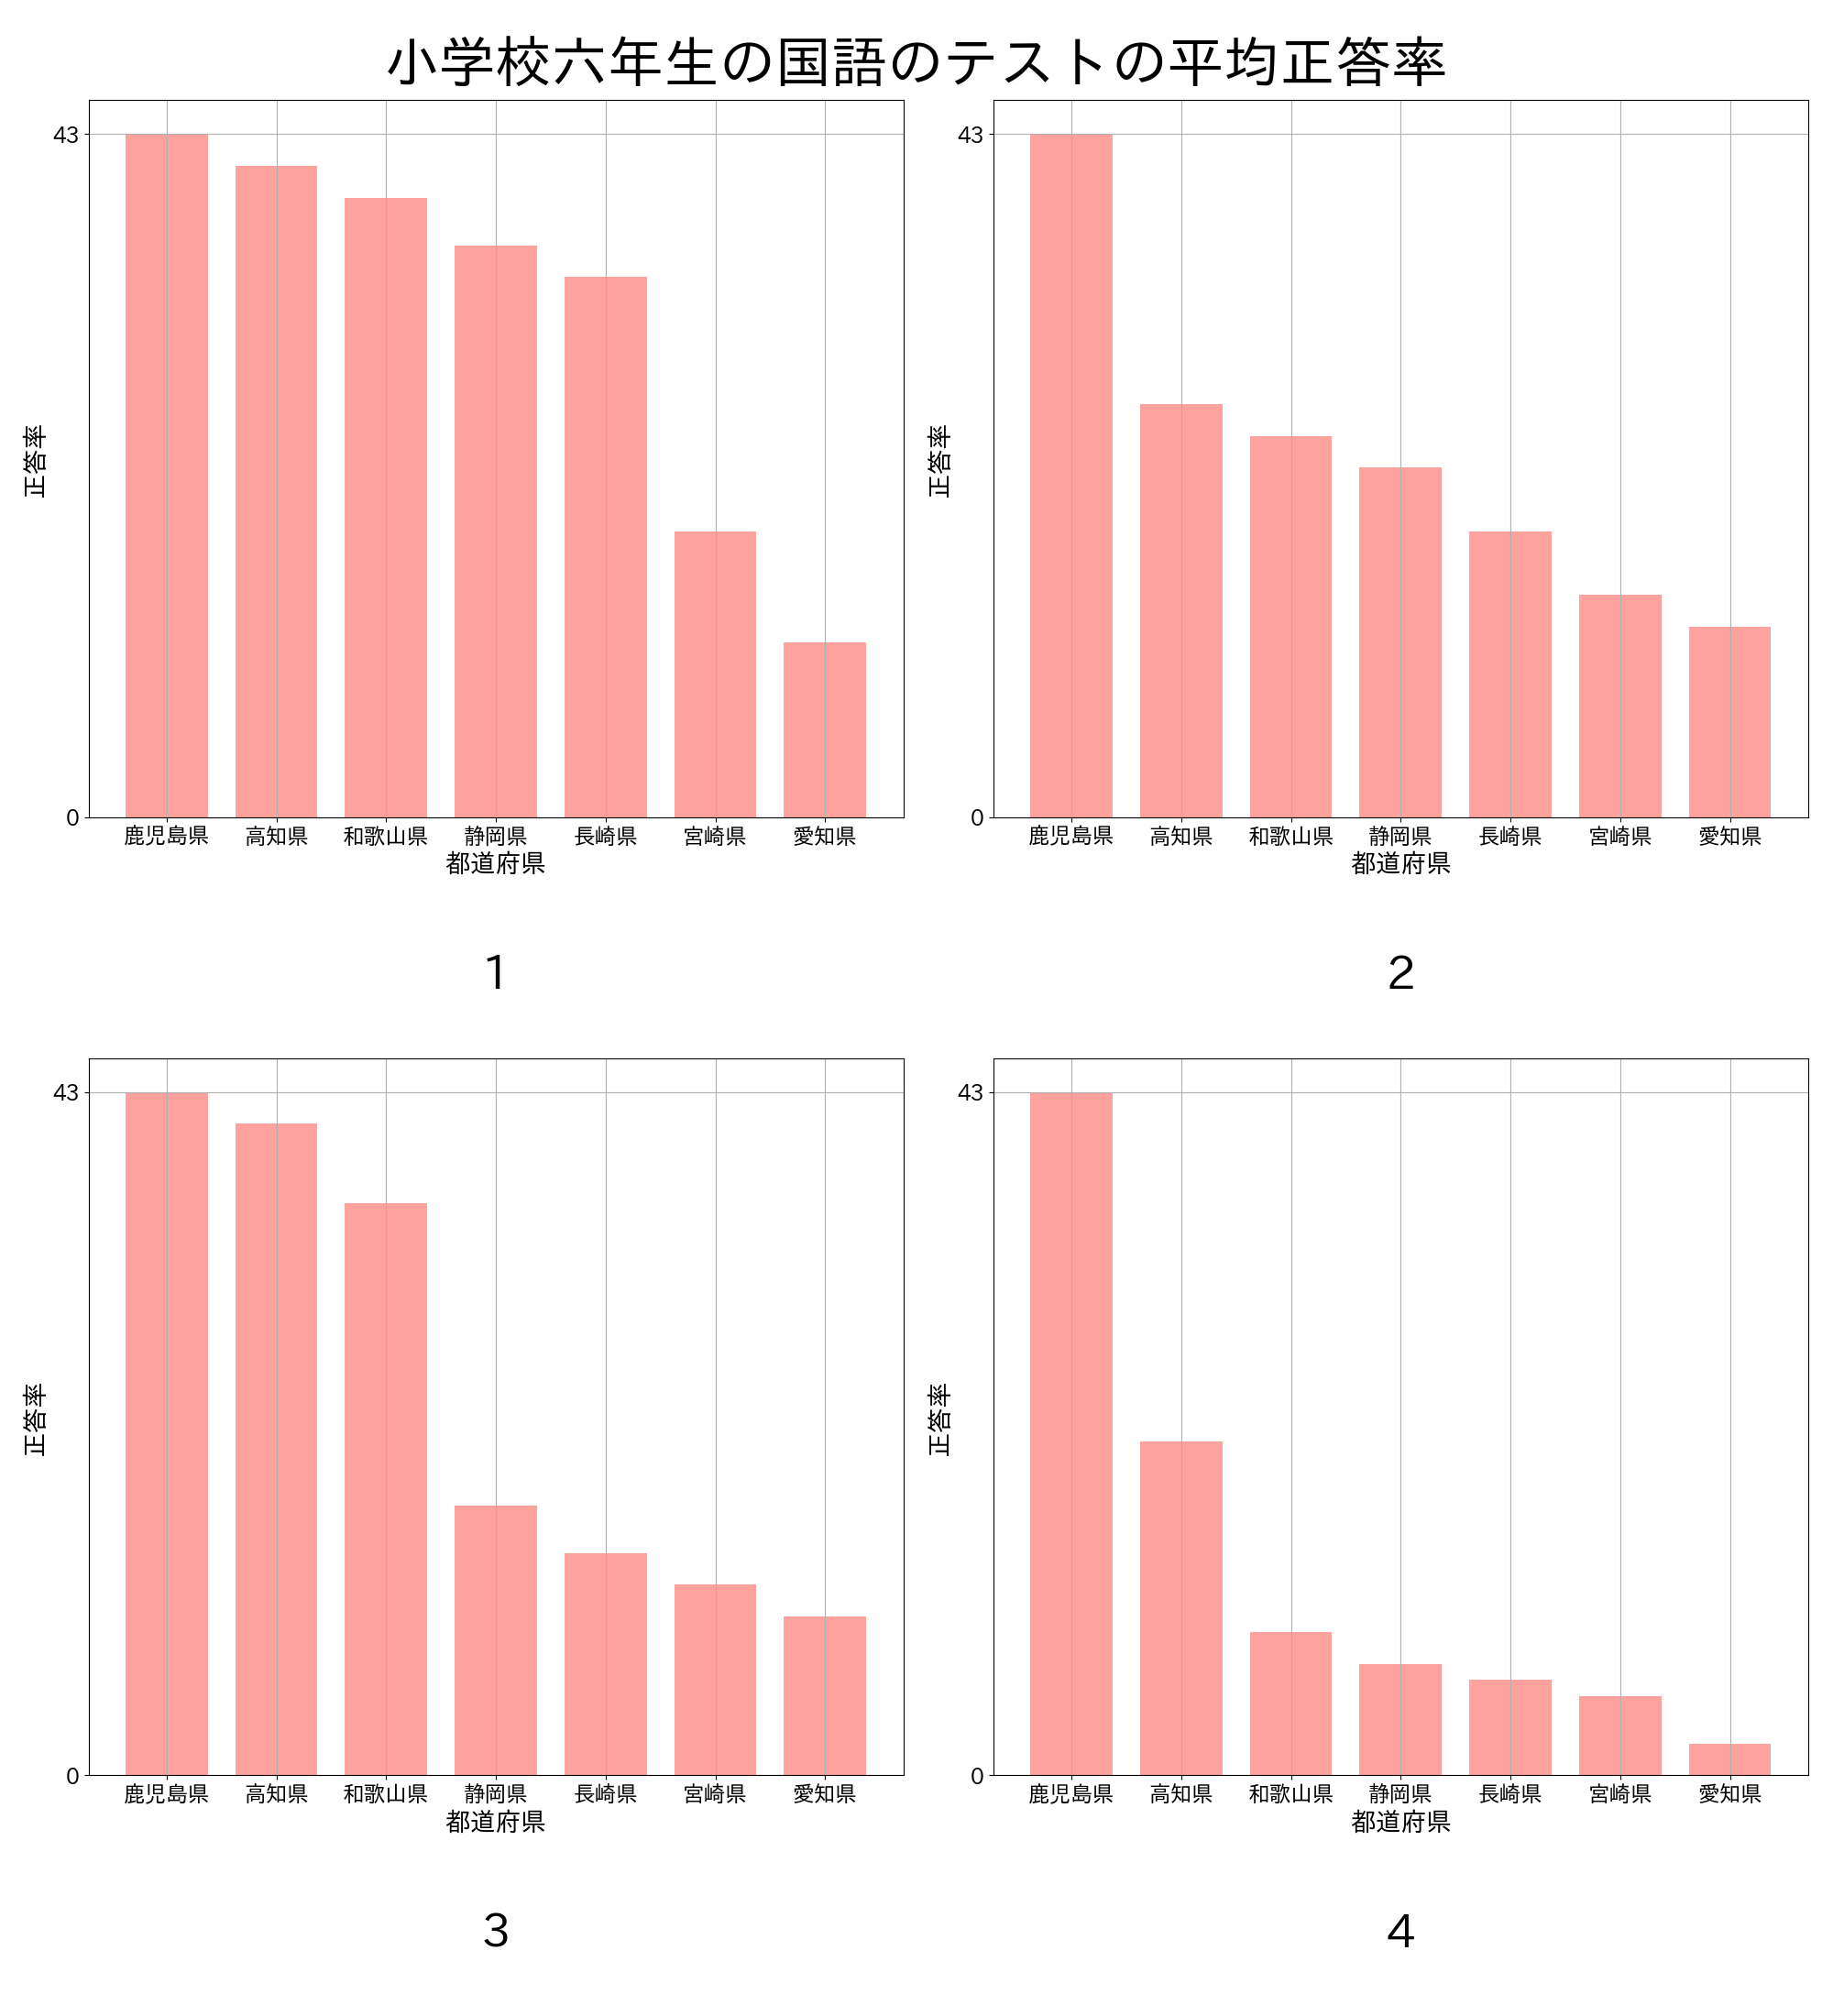 小学校六年生の国語のテストの平均正答率
43
0
正答率
鹿児島県 高知県 和歌山県 静岡県 長崎県 宮崎県 愛知県
都道府県
1
43
0
正答率
鹿児島県 高知県 和歌山県 静岡県 長崎県 宮崎県 愛知県
都道府県
2
43
0
正答率
鹿児島県 高知県 和歌山県 静岡県 長崎県 宮崎県 愛知県
都道府県
3
43
0
正答率
鹿児島県 高知県 和歌山県 静岡県 長崎県 宮崎県 愛知県
都道府県
4